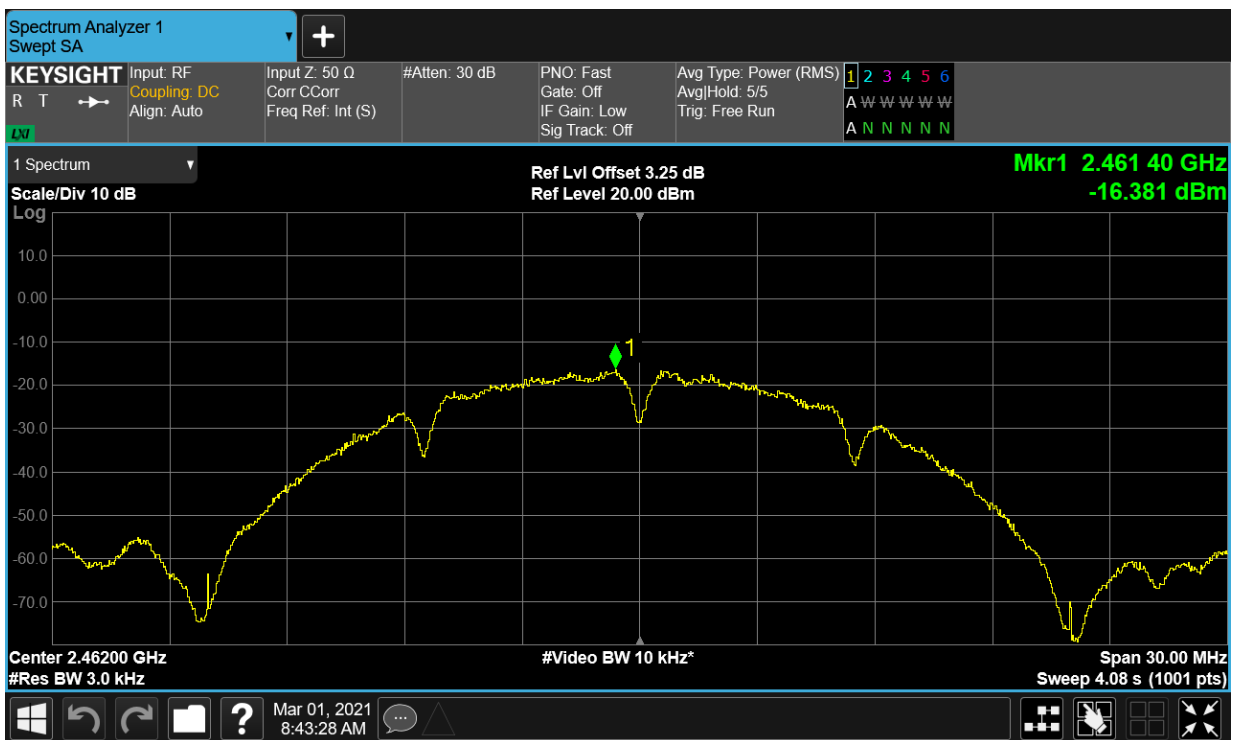 Spectrum Analyzer 1
Swept SA
KEYSIGHT
R T
LXI
Input: RF
Coupling: DC
Align: Auto
Input Z: 50 Ω
Corr CCorr
Freq Ref: Int (S)
#Atten: 30 dB
PNO: Fast
Gate: Off
IF Gain: Low
Sig Track: Off
Avg Type: Power (RMS)
Avg|Hold: 5/5
Trig: Free Run
1 2 3 4 5 6
A W W W W W
A N N N N N
1 Spectrum
Scale/Div 10 dB
Log
Ref Lvl Offset 3.25 dB
Ref Level 20.00 dBm
Mkr1 2.461 40 GHz
-16.381 dBm
10.0
0.00
-10.0
1
-20.0
-30.0
-40.0
-50.0
-60.0
-70.0
Center 2.46200 GHz
#Res BW 3.0 kHz
#Video BW 10 kHz*
Span 30.00 MHz
Sweep 4.08 s (1001 pts)
?
Mar 01, 2021
8:43:28 AM